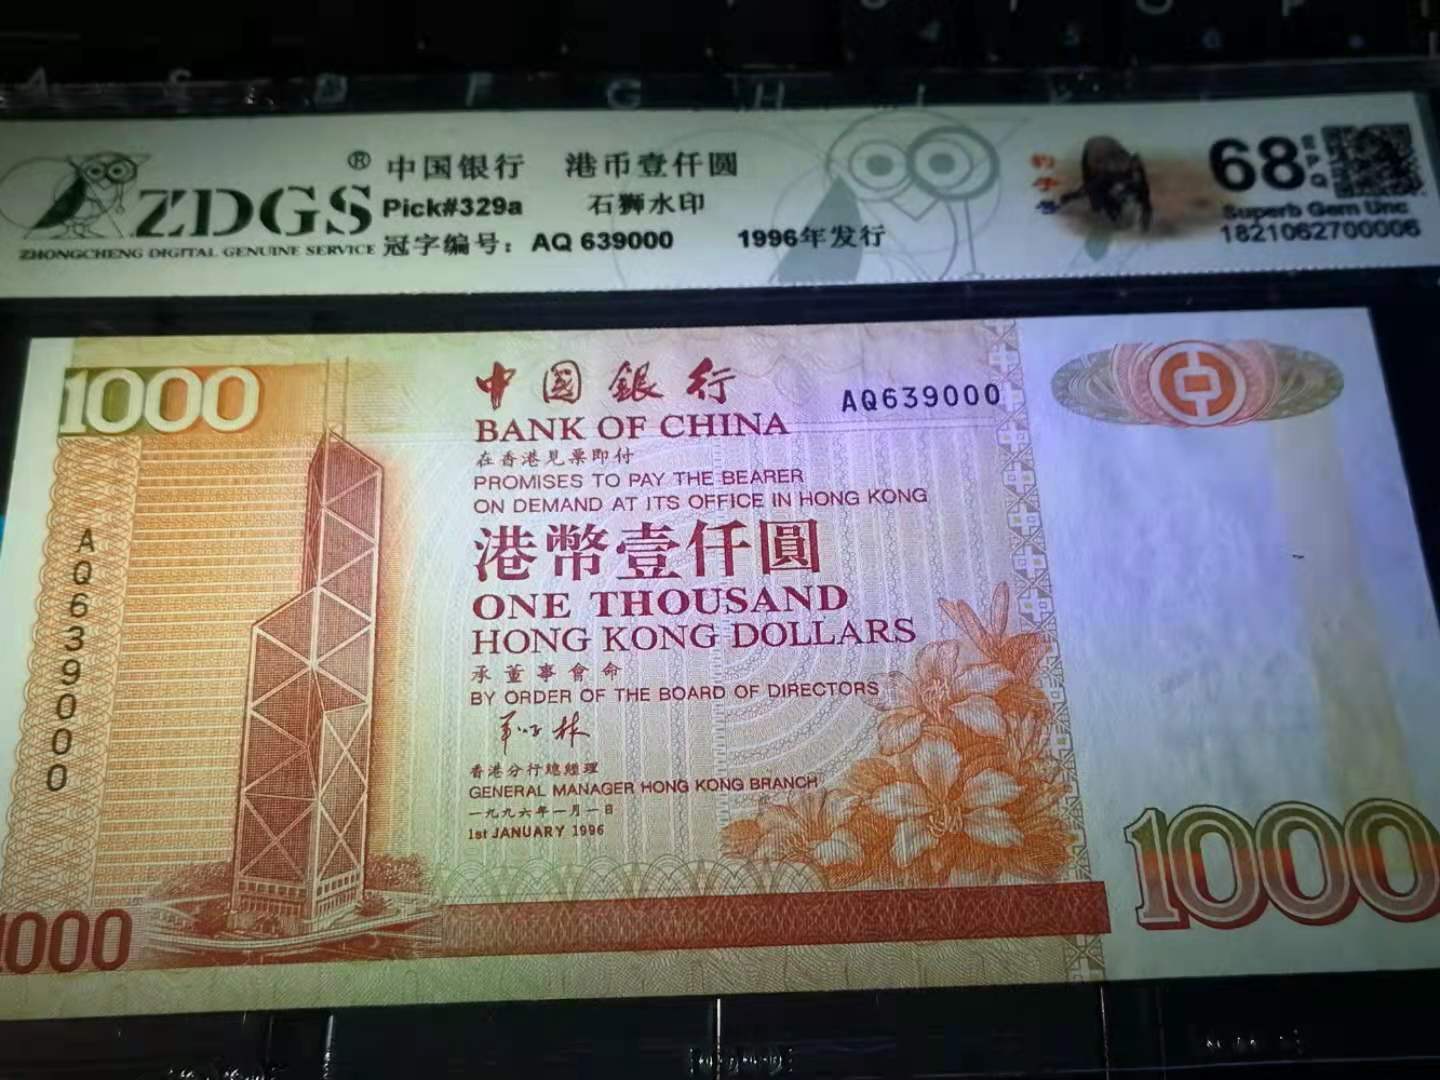 A C D F G H I
ZDGS®
ZHONGCHENG DIGITAL GENUINE SERVICE
中国银行 港币壹仟圆
Pick#329a 石狮水印
冠字编号：AQ 639000 1996年发行
豹子号
68 EPQ
Superb Gem Unc
1821062700006
1000
中國銀行
AQ639000
BANK OF CHINA
在香港見票即付
PROMISES TO PAY THE BEARER
ON DEMAND AT ITS OFFICE IN HONG KONG
港幣壹仟圓
ONE THOUSAND
HONG KONG DOLLARS
承董事會命
BY ORDER OF THE BOARD OF DIRECTORS
香港分行總經理
GENERAL MANAGER HONG KONG BRANCH
一九九六年一月一日
1st JANUARY 1996
AQ639000
1000
1000